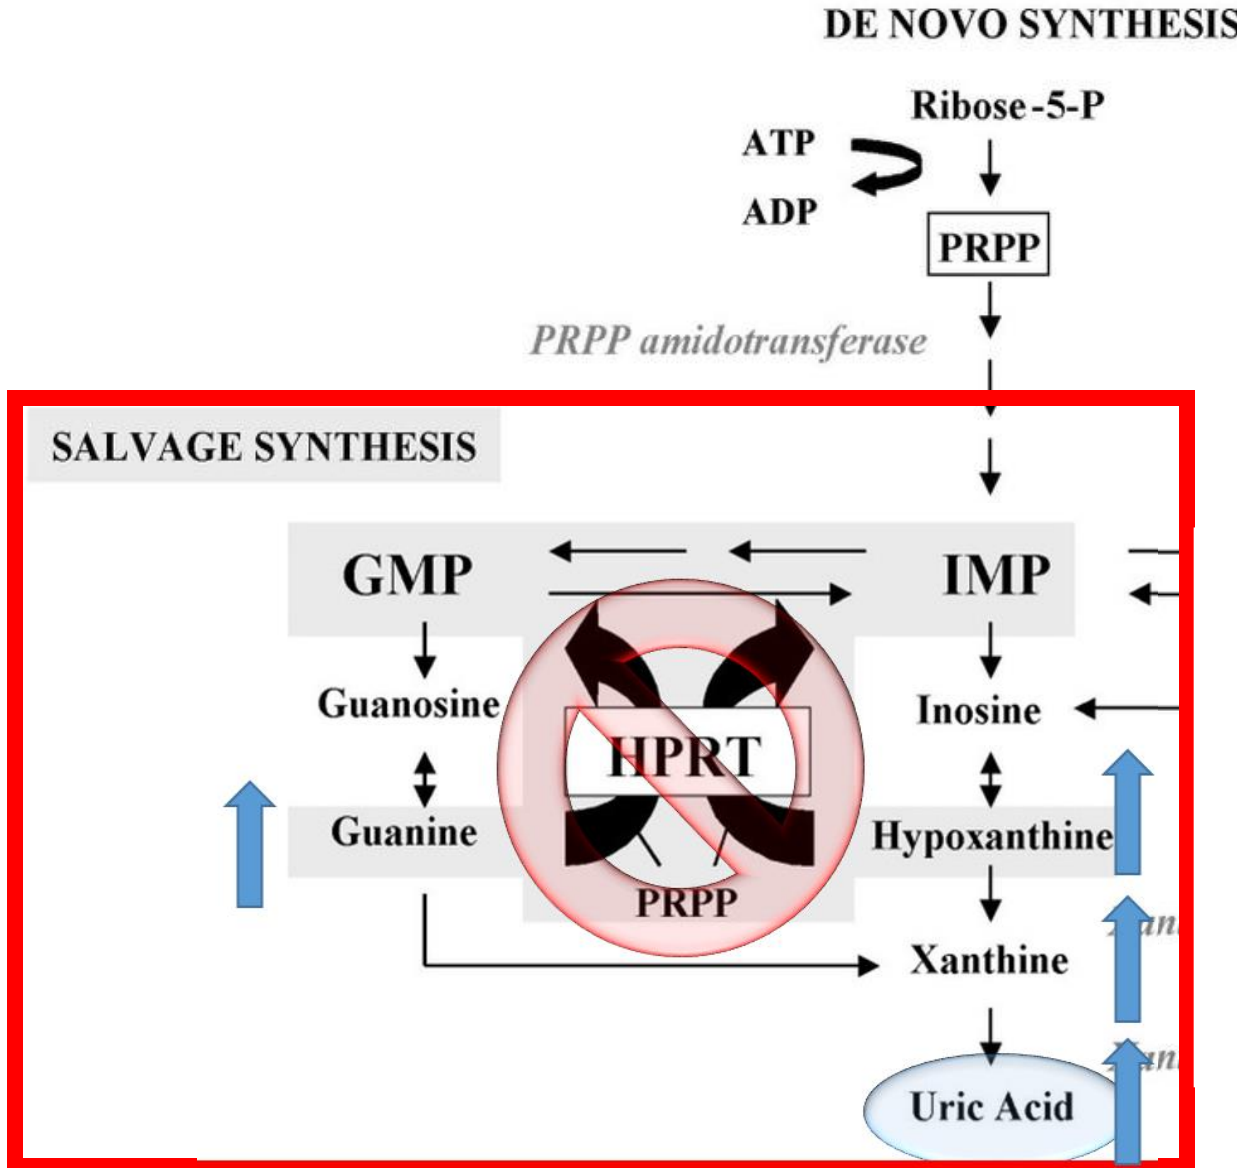 DE NOVO SYNTHESIS
Ribose-5-P
ATP
ADP
PRPP
PRPP amidotransferase
SALVAGE SYNTHESIS
GMP
IMP
Guanosine
Inosine
HPRT
Guanine
Hypoxanthine
PRPP
Xanthine
Uric Acid